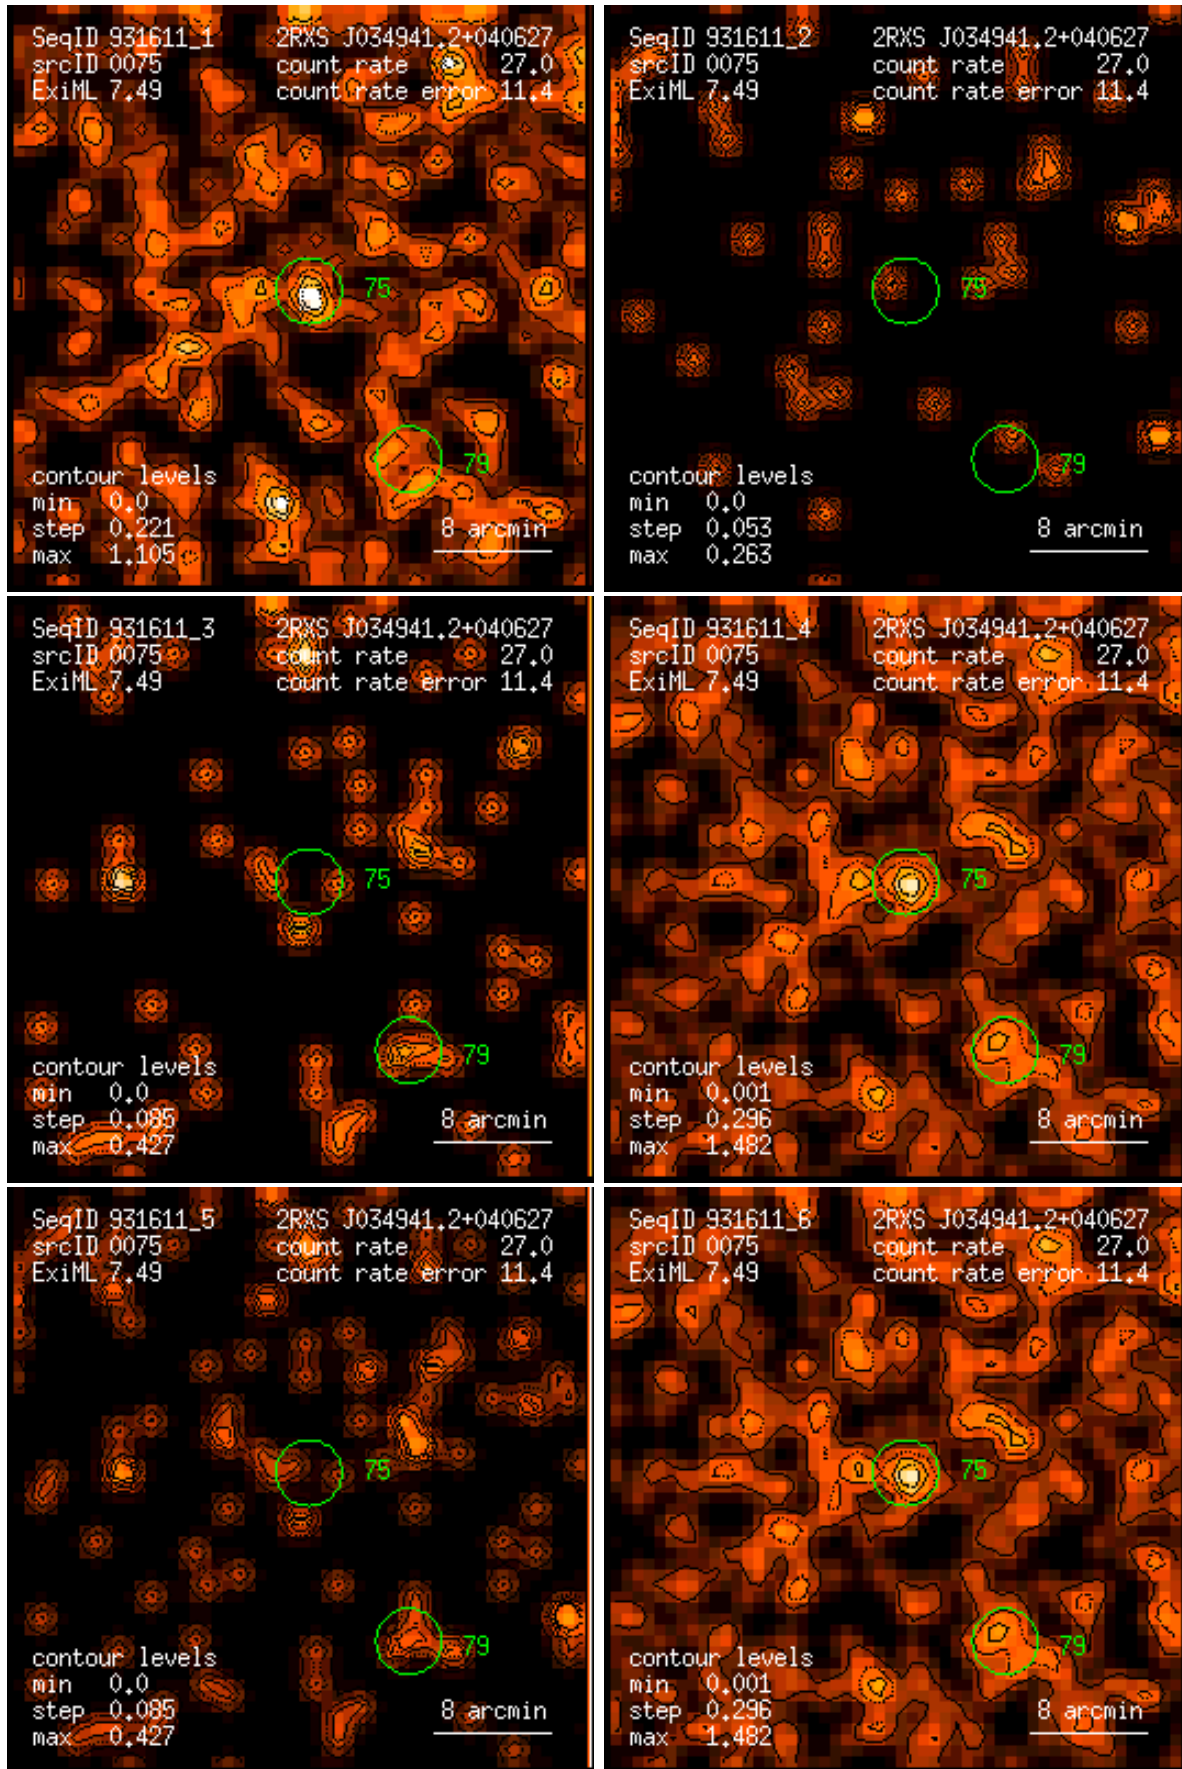 SeqID 931611_1 2RXS J034941.2+040627
srcID 0075 count rate 27.0
ExiML 7.49 count rate error 11.4
75
79
contour levels
min 0.0
step 0.221
max 1.105
8 arcmin
SeqID 931611_2 2RXS J034941.2+040627
srcID 0075 count rate 27.0
ExiML 7.49 count rate error 11.4
75
79
contour levels
min 0.0
step 0.053
max 0.263
8 arcmin
SeqID 931611_3 2RXS J034941.2+040627
srcID 0075 count rate 27.0
ExiML 7.49 count rate error 11.4
75
79
contour levels
min 0.0
step 0.085
max 0.427
8 arcmin
SeqID 931611_4 2RXS J034941.2+040627
srcID 0075 count rate 27.0
ExiML 7.49 count rate error 11.4
75
79
contour levels
min 0.001
step 0.296
max 1.482
8 arcmin
SeqID 931611_5 2RXS J034941.2+040627
srcID 0075 count rate 27.0
ExiML 7.49 count rate error 11.4
75
79
contour levels
min 0.0
step 0.085
max 0.427
8 arcmin
SeqID 931611_6 2RXS J034941.2+040627
srcID 0075 count rate 27.0
ExiML 7.49 count rate error 11.4
75
79
contour levels
min 0.001
step 0.296
max 1.482
8 arcmin